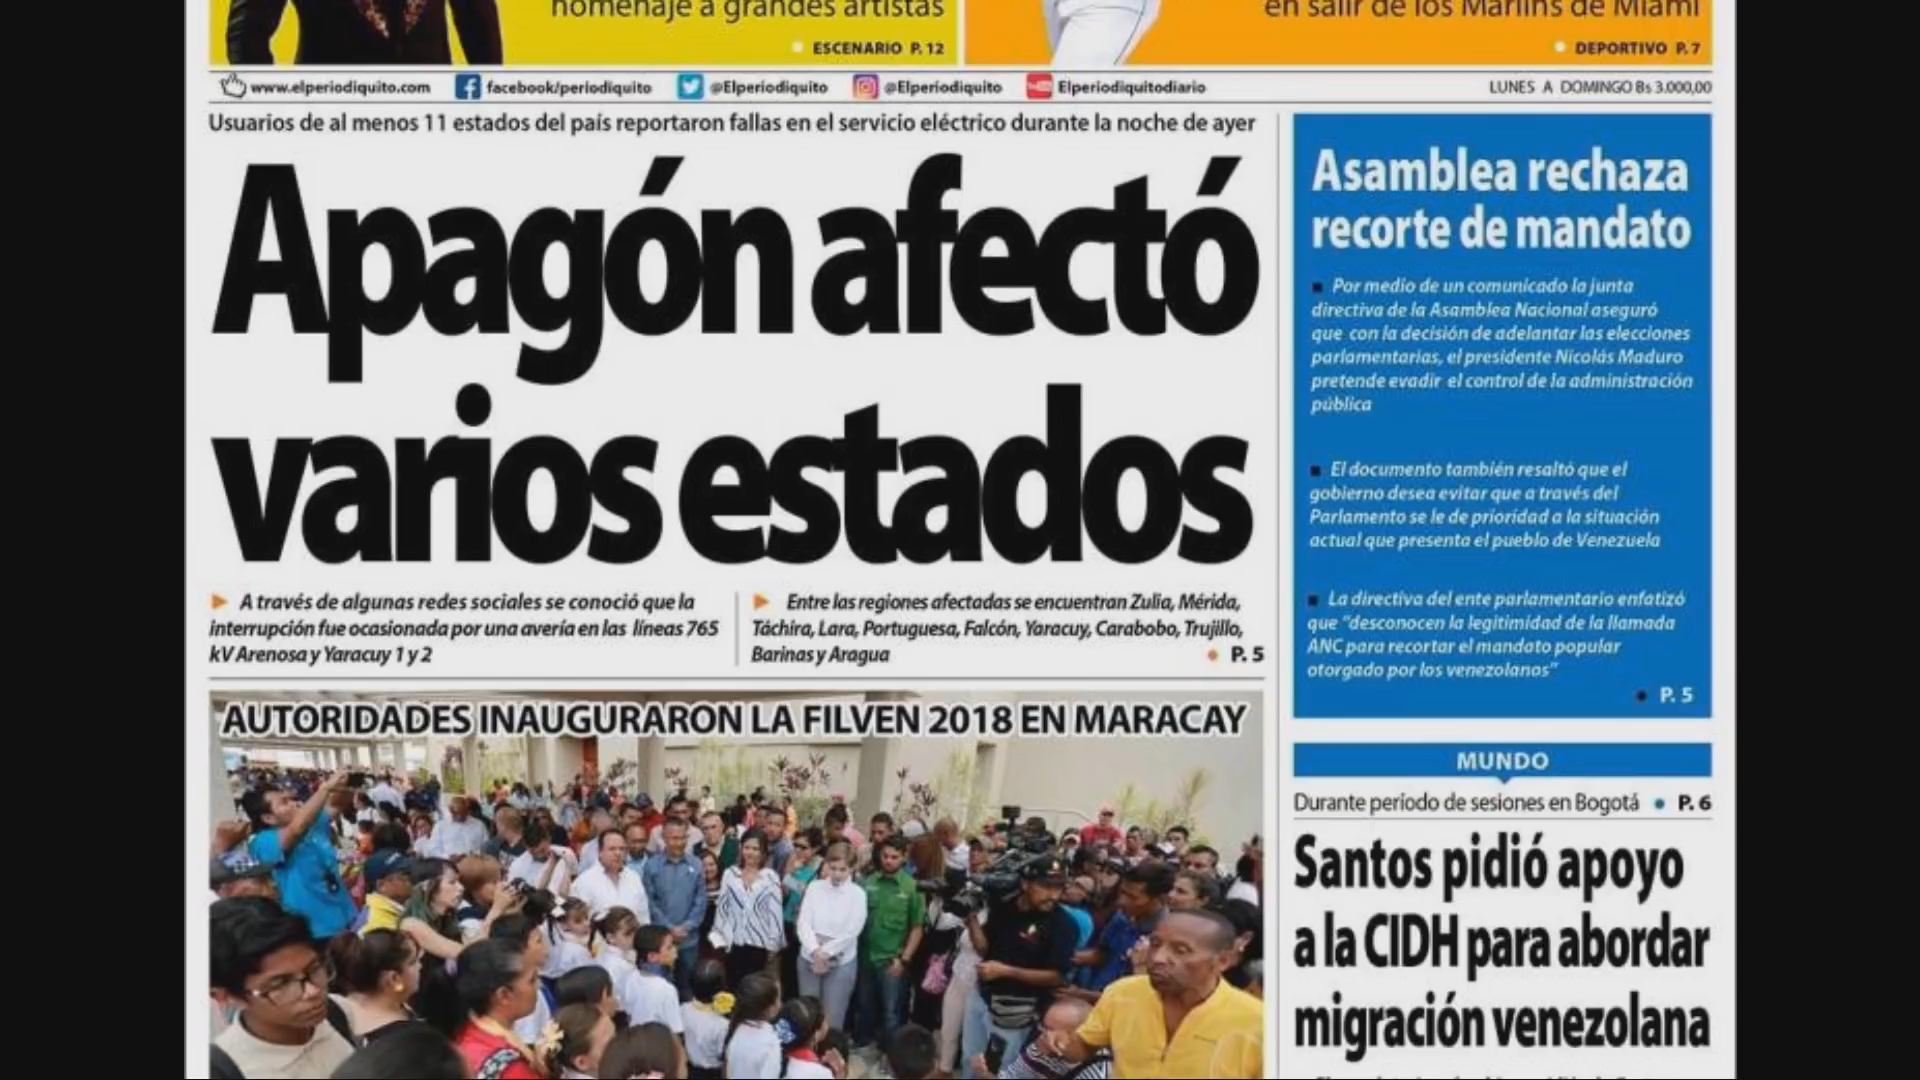 homenaje a grandes artistas
ESCENARIO P. 12
en salir de los Marlins de Miami
DEPORTIVO P. 7
www.elperiodiquito.com facebook/periodiquito @Elperiodiquito @Elperiodiquito Elperiodiquitodiario LUNES A DOMINGO Bs 3.000,00
Usuarios de al menos 11 estados del país reportaron fallas en el servicio eléctrico durante la noche de ayer
Apagón afectó
varios estados
A través de algunas redes sociales se conoció que la
interrupción fue ocasionada por una avería en las líneas 765
kV Arenosa y Yaracuy 1 y 2
Entre las regiones afectadas se encuentran Zulia, Mérida,
Táchira, Lara, Portuguesa, Falcón, Yaracuy, Carabobo, Trujillo,
Barinas y Aragua
P. 5
AUTORIDADES INAUGURARON LA FILVEN 2018 EN MARACAY
Asamblea rechaza
recorte de mandato
Por medio de un comunicado la junta
directiva de la Asamblea Nacional aseguró
que con la decisión de adelantar las elecciones
parlamentarias, el presidente Nicolás Maduro
pretende evadir el control de la administración
pública
El documento también resaltó que el
gobierno desea evitar que a través del
Parlamento se le de prioridad a la situación
actual que presenta el pueblo de Venezuela
La directiva del ente parlamentario enfatizó
que "desconocen la legitimidad de la llamada
ANC para recortar el mandato popular
otorgado por los venezolanos"
P. 5
MUNDO
Durante período de sesiones en Bogotá P. 6
Santos pidió apoyo
a la CIDH para abordar
migración venezolana